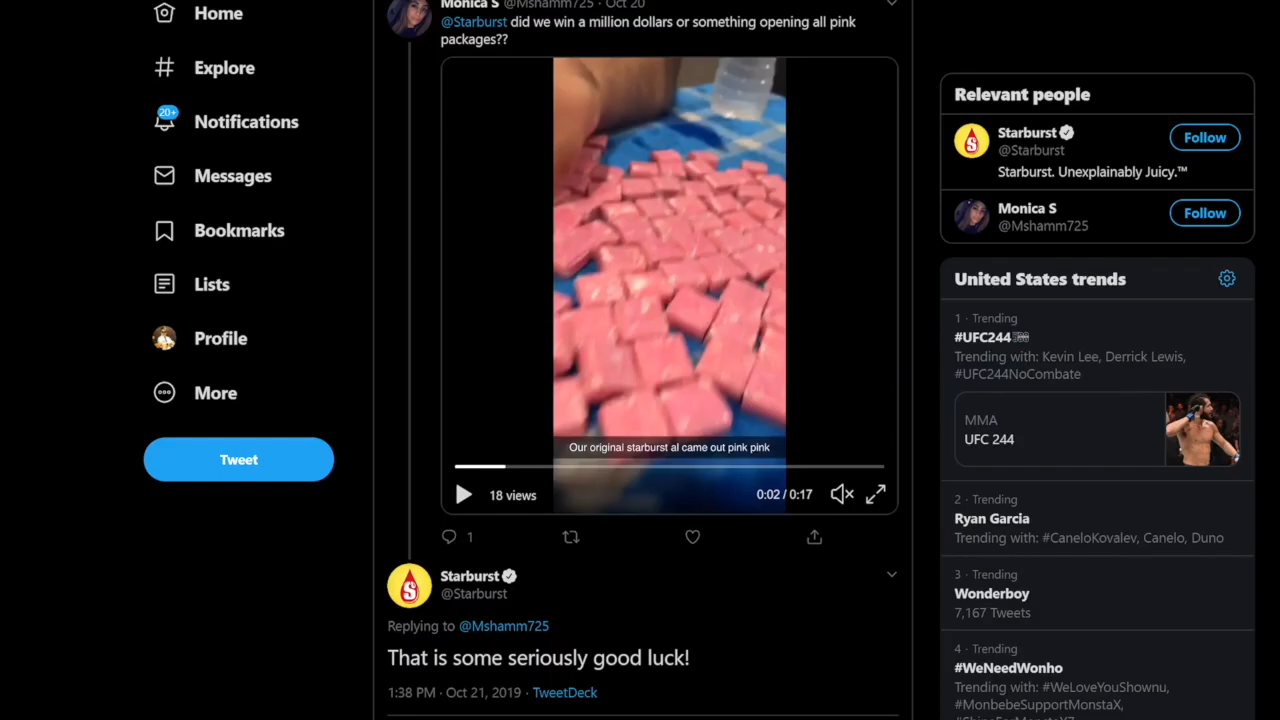 Home
Explore
20+
Notifications
Messages
Bookmarks
Lists
Profile
More
Tweet
Monica S @Mshamm725 · Oct 20
@Starburst did we win a million dollars or something opening all pink
packages??
Our original starburst al came out pink pink
18 views
0:02 / 0:17
1
Starburst
@Starburst
Replying to @Mshamm725
That is some seriously good luck!
1:38 PM · Oct 21, 2019 · TweetDeck
Relevant people
Starburst
@Starburst
Follow
Starburst. Unexplainably Juicy.™
Monica S
@Mshamm725
Follow
United States trends
1 · Trending
#UFC244
Trending with: Kevin Lee, Derrick Lewis,
#UFC244NoCombate
MMA
UFC 244
2 · Trending
Ryan Garcia
Trending with: #CaneloKovalev, Canelo, Duno
3 · Trending
Wonderboy
7,167 Tweets
4 · Trending
#WeNeedWonho
Trending with: #WeLoveYouShownu,
#MonbebeSupportMonstaX,